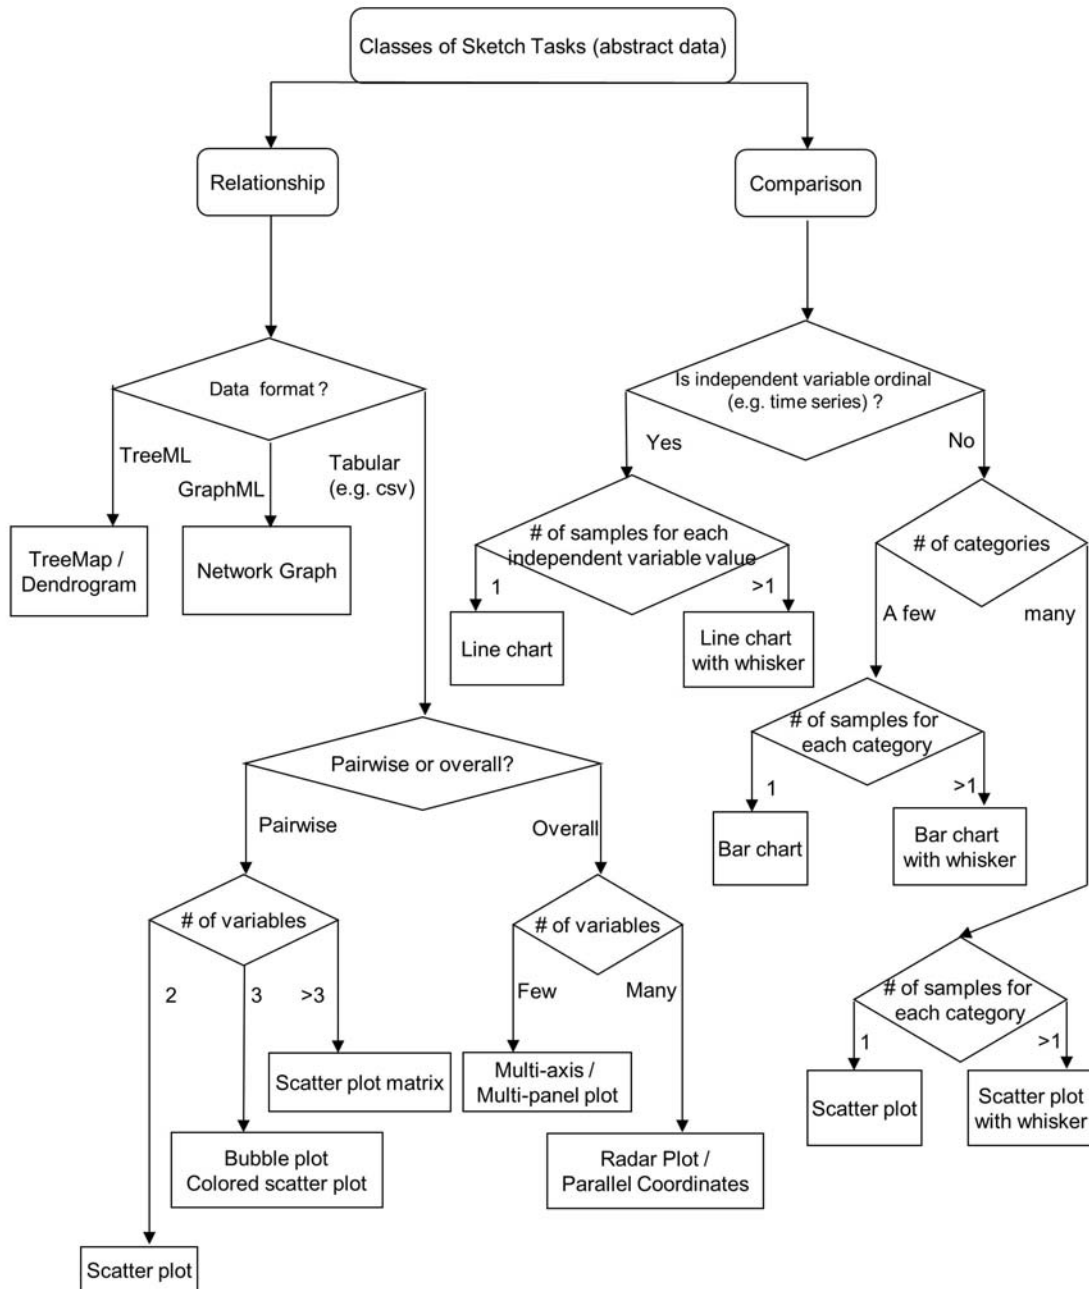 Classes of Sketch Tasks (abstract data)
Relationship
Comparison
Data format ?
Is independent variable ordinal
(e.g. time series) ?
TreeML
GraphML
Tabular
(e.g. csv)
Yes
No
TreeMap /
Dendrogram
Network Graph
# of samples for each
independent variable value
# of categories
1
>1
A few
many
Line chart
Line chart
with whisker
# of samples for
each category
Pairwise or overall?
1
>1
Pairwise
Overall
Bar chart
Bar chart
with whisker
# of variables
# of variables
2
3
>3
Few
Many
# of samples for
each category
1
>1
Scatter plot matrix
Multi-axis /
Multi-panel plot
Scatter plot
Scatter plot
with whisker
Bubble plot
Colored scatter plot
Radar Plot /
Parallel Coordinates
Scatter plot